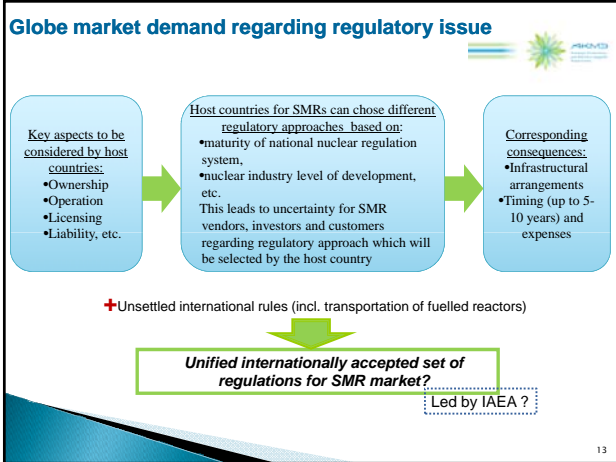 Globe market demand regarding regulatory issue
Key aspects to be
considered by host
countries:
•Ownership
•Operation
•Licensing
•Liability, etc.
Host countries for SMRs can chose different
regulatory approaches based on:
•maturity of national nuclear regulation
system,
•nuclear industry level of development,
etc.
This leads to uncertainty for SMR
vendors, investors and customers
regarding regulatory approach which will
be selected by the host country
Corresponding
consequences:
•Infrastructural
arrangements
•Timing (up to 5-
10 years) and
expenses
+Unsettled international rules (incl. transportation of fuelled reactors)
Unified internationally accepted set of
regulations for SMR market?
Led by IAEA ?
13